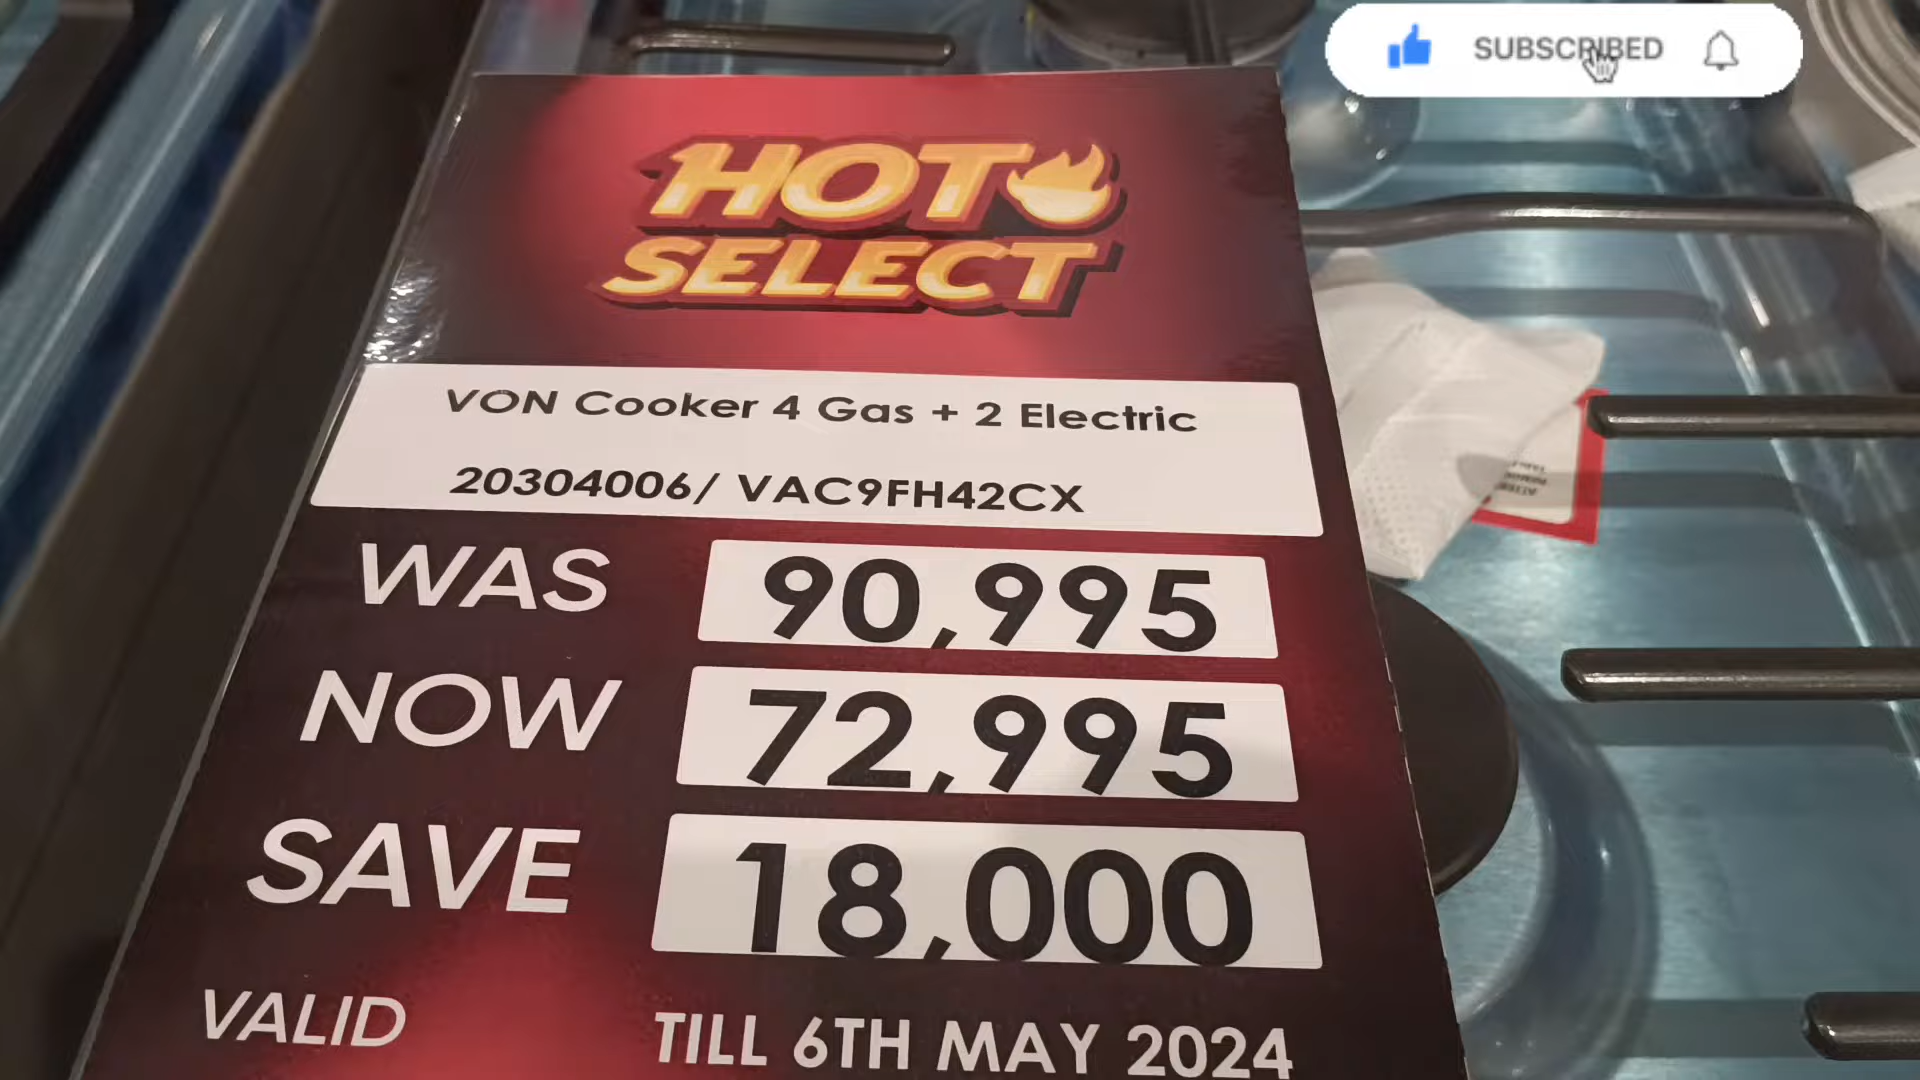 SUBSCRIBED
HOT
SELECT
VON Cooker 4 Gas + 2 Electric
20304006/ VAC9FH42CX
WAS 90,995
NOW 72,995
SAVE 18,000
VALID TILL 6TH MAY 2024